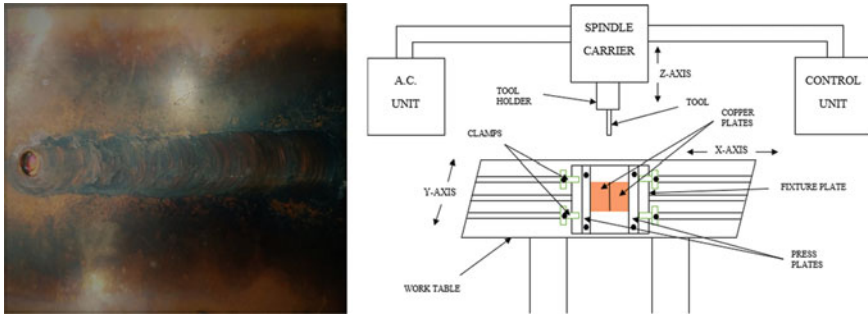 SPINDLE
CARRIER
A.C.
UNIT
Z-AXIS
CONTROL
UNIT
TOOL
HOLDER
TOOL
COPPER
PLATES
CLAMPS
X-AXIS
Y-AXIS
FIXTURE PLATE
PRESS
PLATES
WORK TABLE